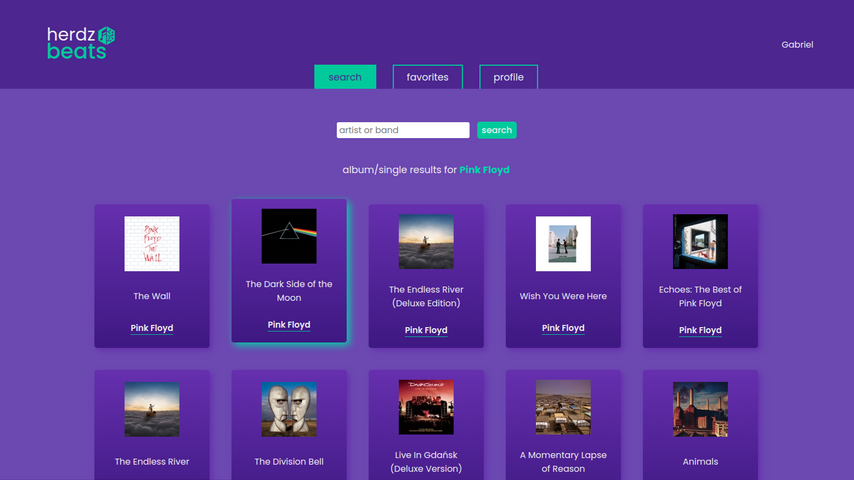 herdz
beats
Gabriel
search
favorites
profile
artist or band
search
album/single results for Pink Floyd
PINK
FLOYD
THE
WALL
The Wall
Pink Floyd
The Dark Side of the
Moon
Pink Floyd
The Endless River
(Deluxe Edition)
Pink Floyd
Wish You Were Here
Pink Floyd
Echoes: The Best of
Pink Floyd
Pink Floyd
The Endless River
The Division Bell
Live In Gdańsk
(Deluxe Version)
A Momentary Lapse
of Reason
Animals